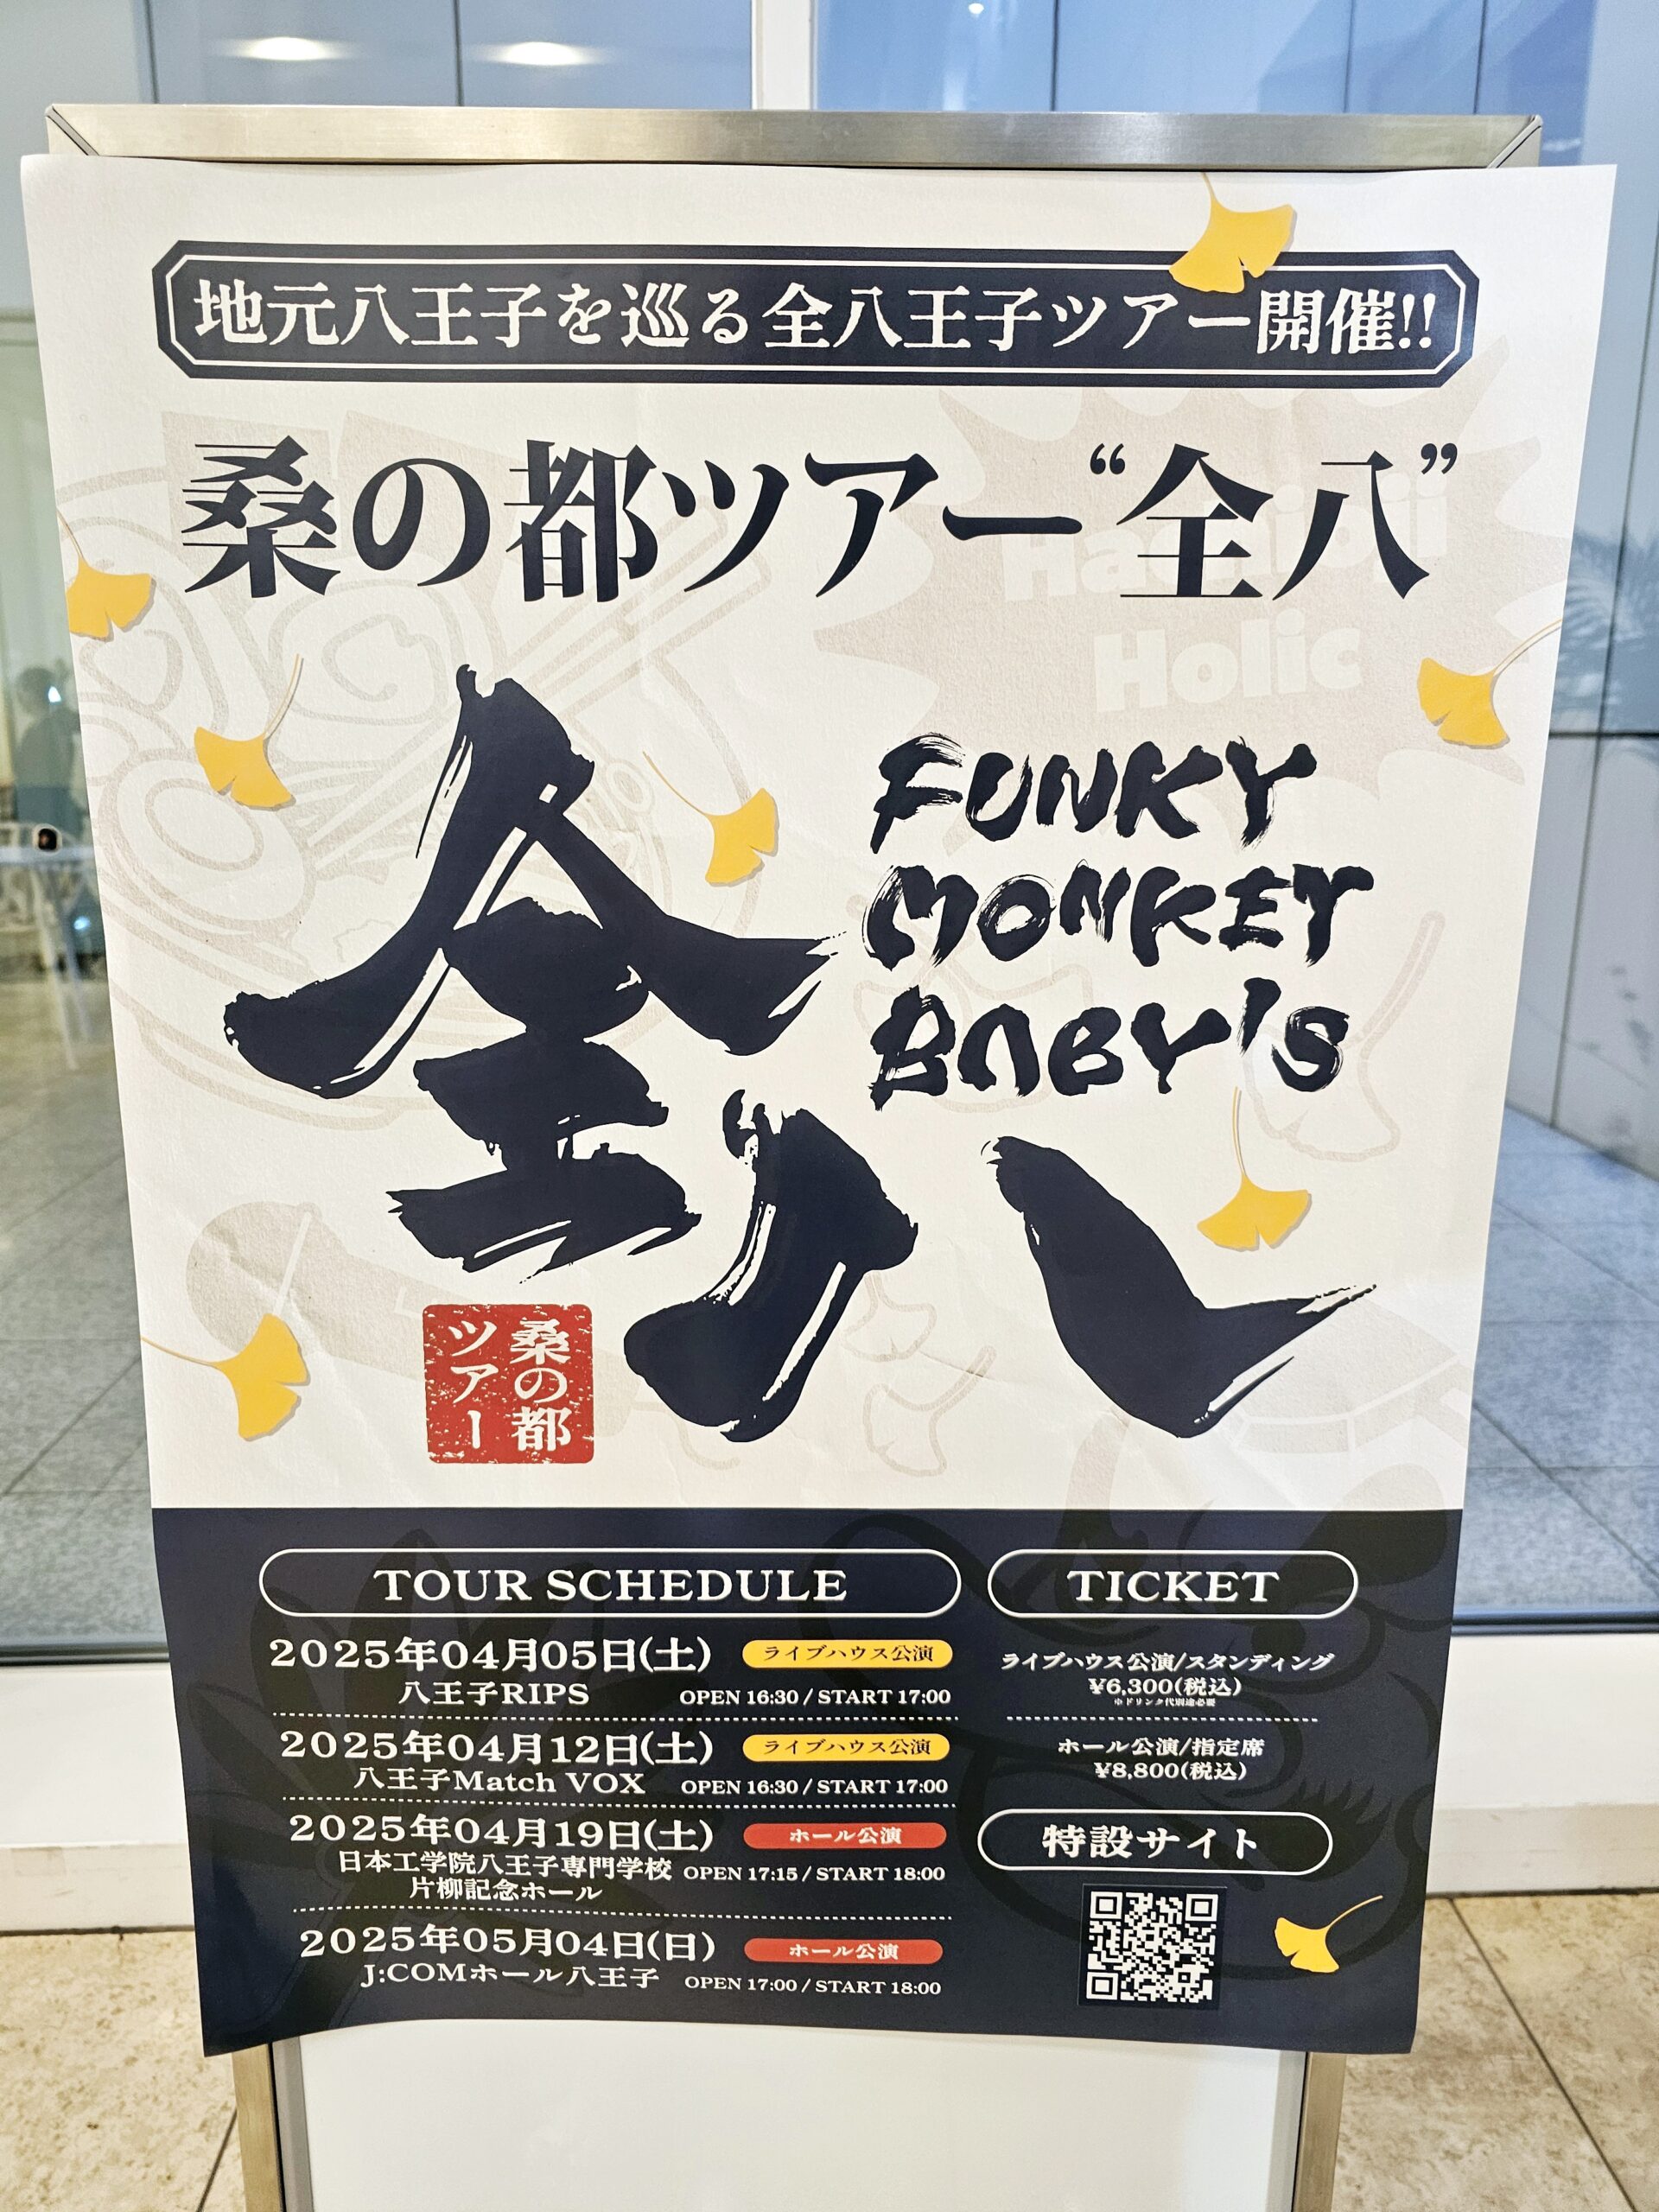 地元八王子を巡る全八王子ツアー開催!!
桑の都ツアー“全八”
Hachioji
Holic
全八
FUNKY
MONKEY
BABY'S
桑の都
ツアー
TOUR SCHEDULE
2025年04月05日(土) ライブハウス公演
八王子RIPS OPEN 16:30 / START 17:00
2025年04月12日(土) ライブハウス公演
八王子Match VOX OPEN 16:30 / START 17:00
2025年04月19日(土) ホール公演
日本工学院八王子専門学校 OPEN 17:15 / START 18:00
片柳記念ホール
2025年05月04日(日) ホール公演
J:COMホール八王子 OPEN 17:00 / START 18:00
TICKET
ライブハウス公演/スタンディング
¥6,300(税込)
※ドリンク代別途必要
ホール公演/指定席
¥8,800(税込)
特設サイト